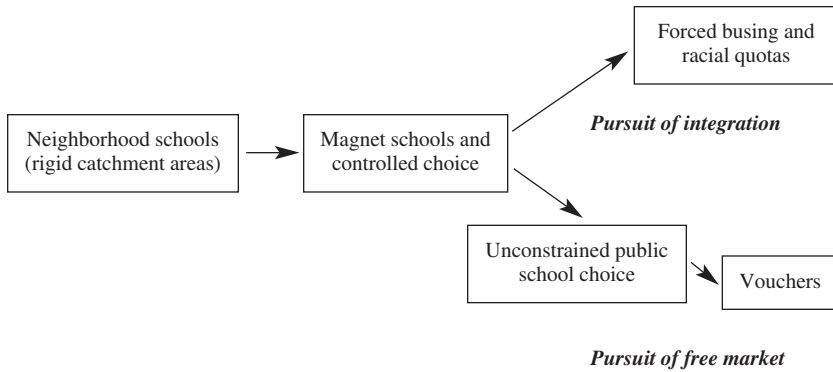 Forced busing and
racial quotas
Pursuit of integration
Neighborhood schools
(rigid catchment areas)
Magnet schools and
controlled choice
Unconstrained public
school choice
Vouchers
Pursuit of free market